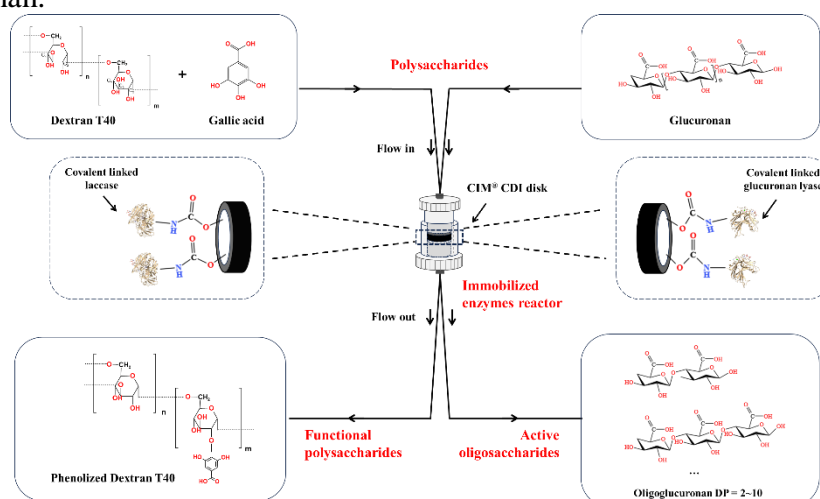 Polysaccharides
Dextran T40
+
Gallic acid
Glucuronan
Flow in
Covalent linked
laccase
CIM® CDI disk
Covalent linked
glucuronan lyase
Immobilized
enzymes reactor
Flow out
Functional
polysaccharides
Active
oligosaccharides
Phenolized Dextran T40
...
Oligoglucuronan DP = 2~10